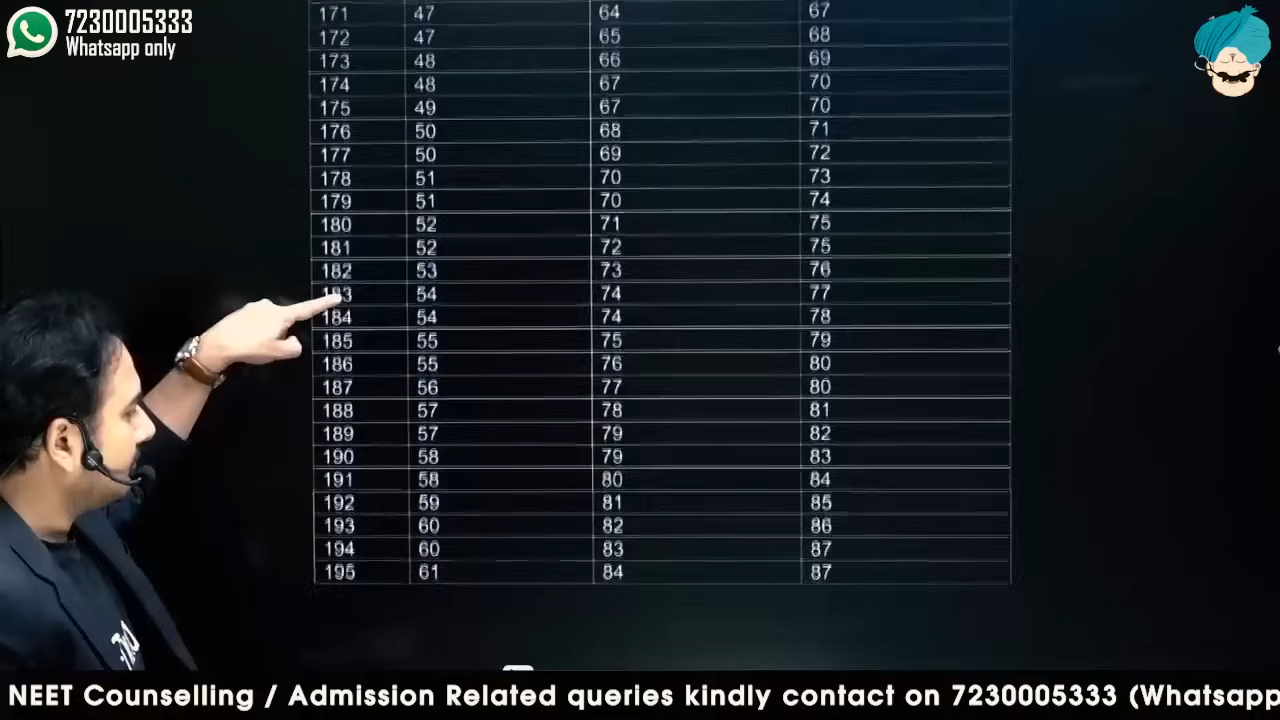 7230005333
Whatsapp only
171 47 64 67
172 47 65 68
173 48 66 69
174 48 67 70
175 49 67 70
176 50 68 71
177 50 69 72
178 51 70 73
179 51 70 74
180 52 71 75
181 52 72 75
182 53 73 76
183 54 74 77
184 54 74 78
185 55 75 79
186 55 76 80
187 56 77 80
188 57 78 81
189 57 79 82
190 58 79 83
191 58 80 84
192 59 81 85
193 60 82 86
194 60 83 87
195 61 84 87
NEET Counselling / Admission Related queries kindly contact on 7230005333 (Whatsapp